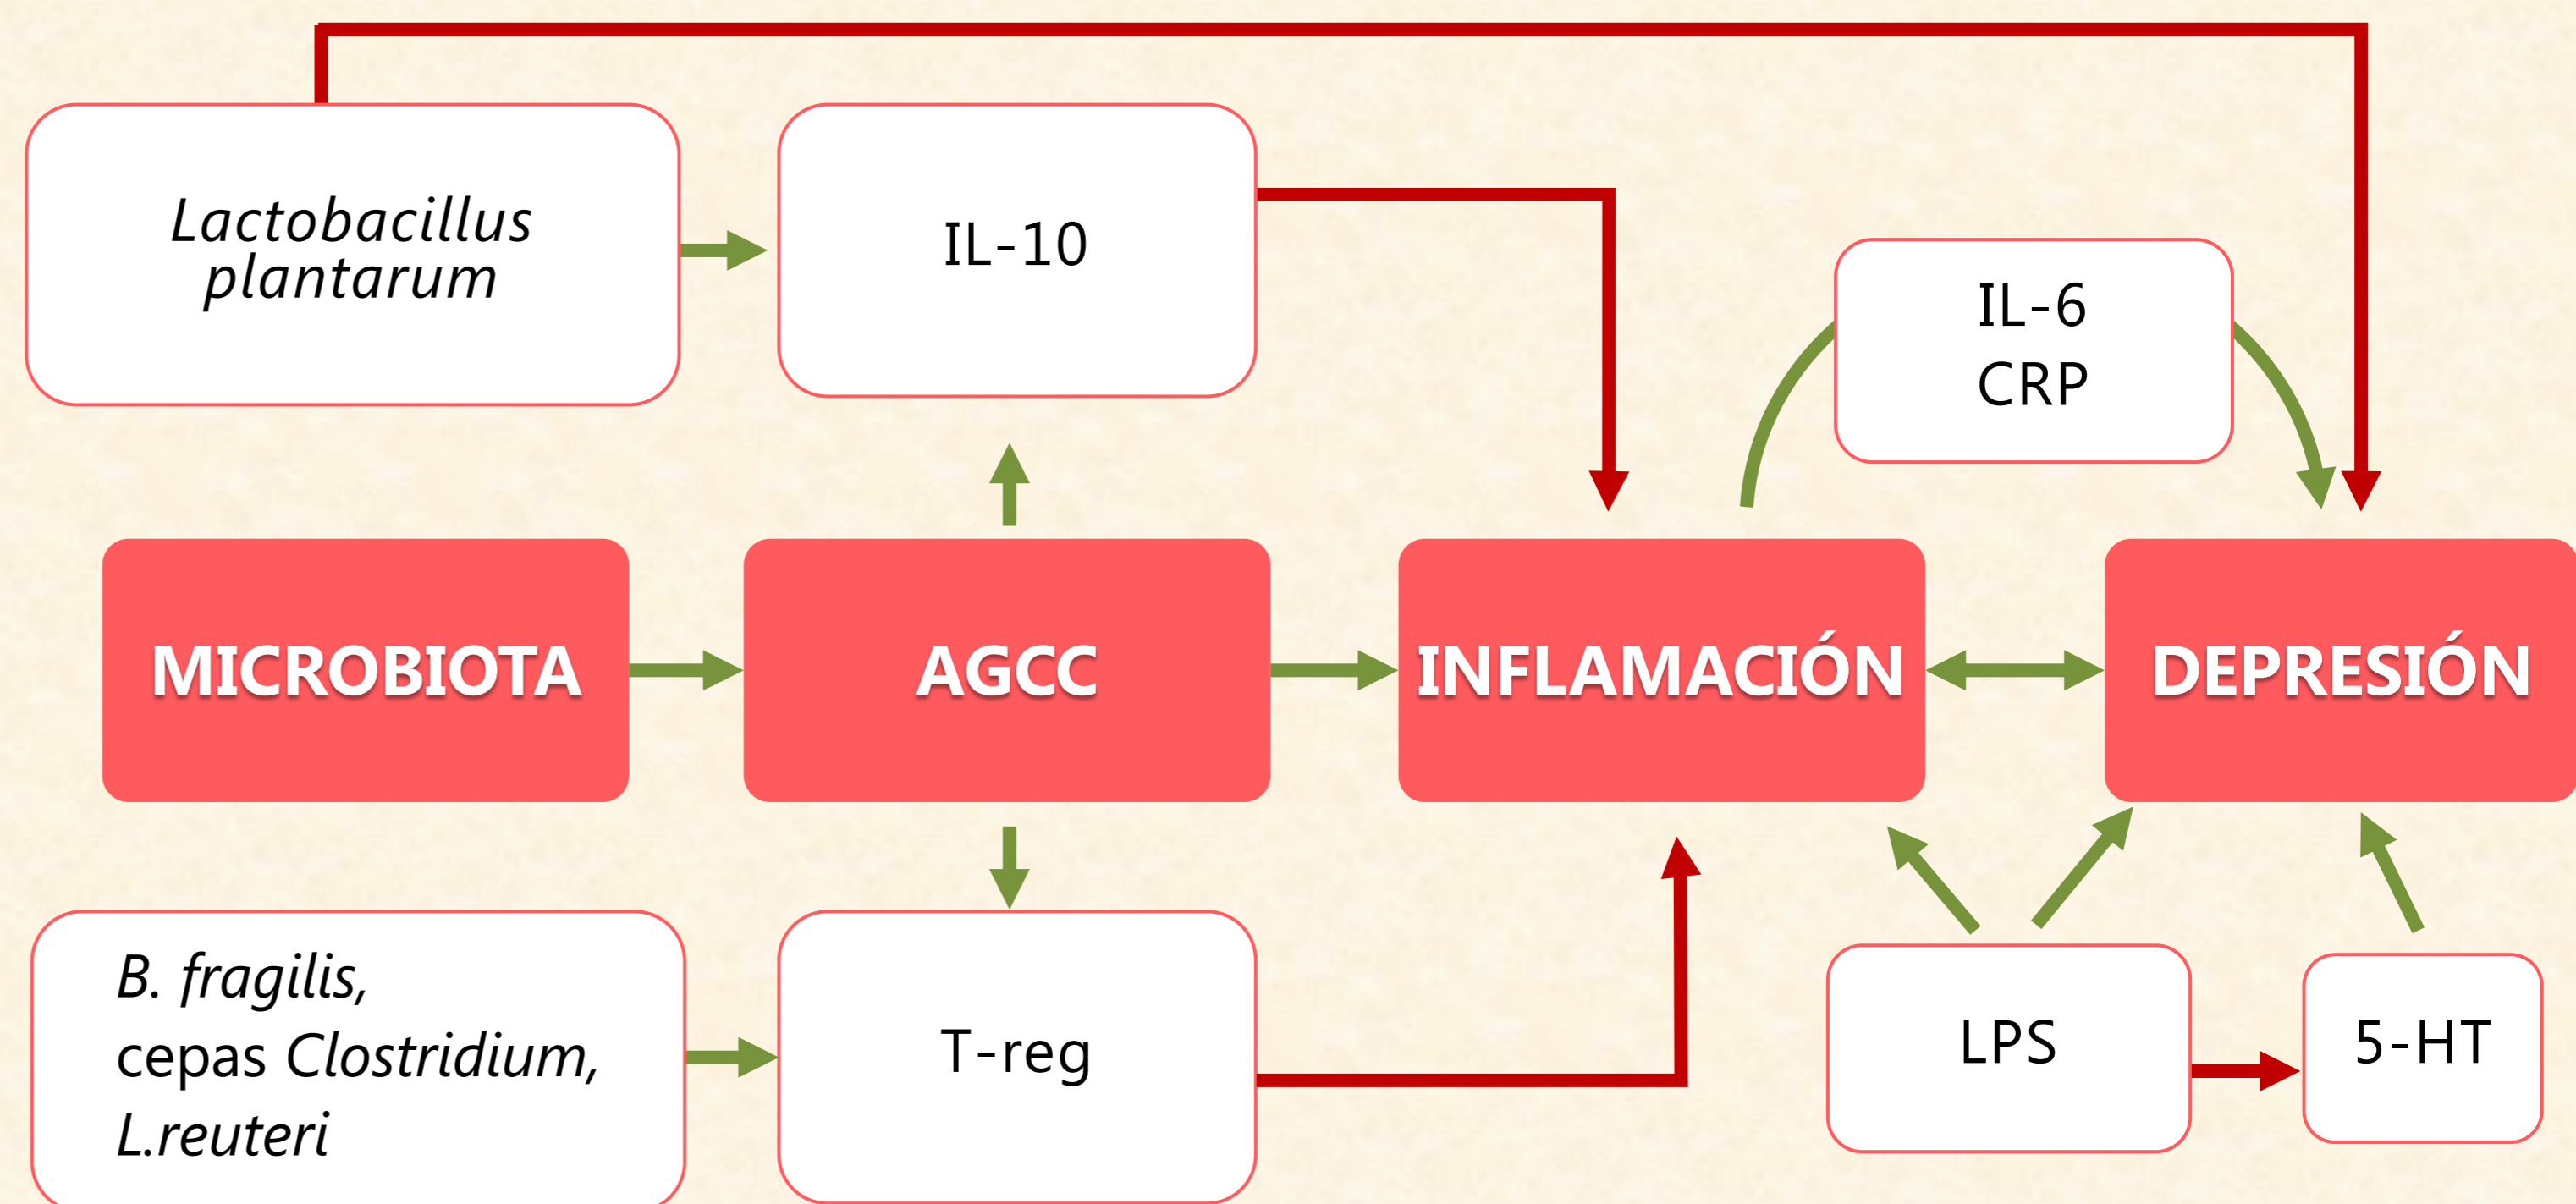 Lactobacillus
plantarum
IL-10
IL-6
CRP
MICROBIOTA
AGCC
INFLAMACIÓN
DEPRESIÓN
B. fragilis,
cepas Clostridium,
L.reuteri
T-reg
LPS
5-HT